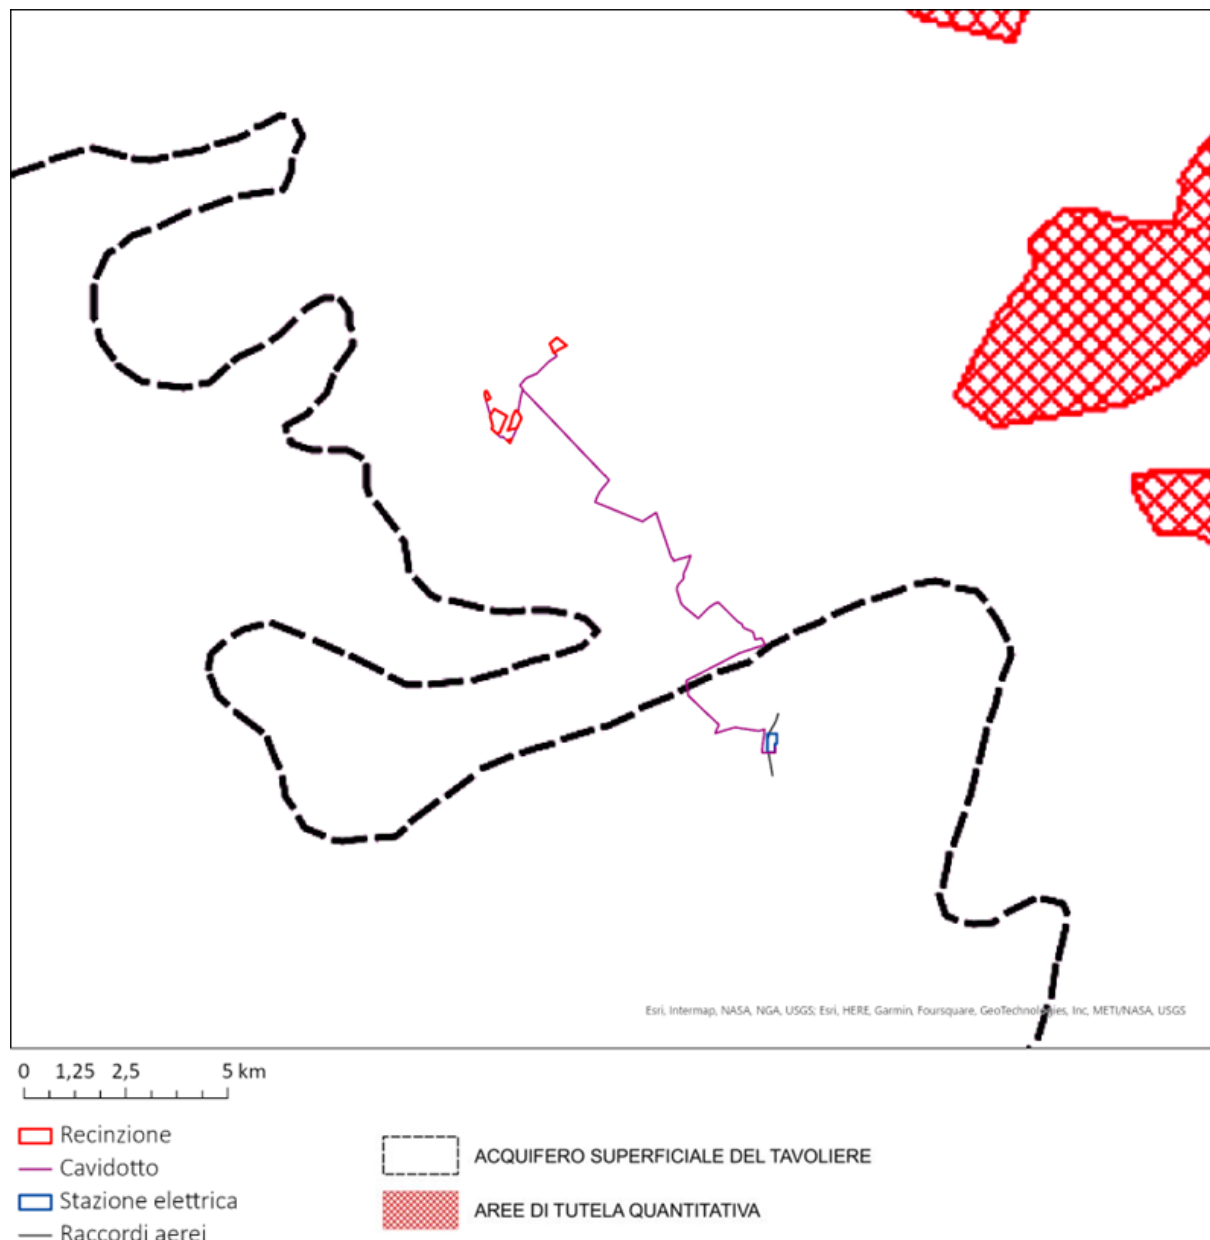 Esri, Intermap, NASA, NGA, USGS; Esri, HERE, Garmin, Foursquare, GeoTechnologies, Inc, METI/NASA, USGS
0 1,25 2,5 5 km
Recinzione
Cavidotto
Stazione elettrica
Raccordi aerei
ACQUIFERO SUPERFICIALE DEL TAVOLIERE
AREE DI TUTELA QUANTITATIVA